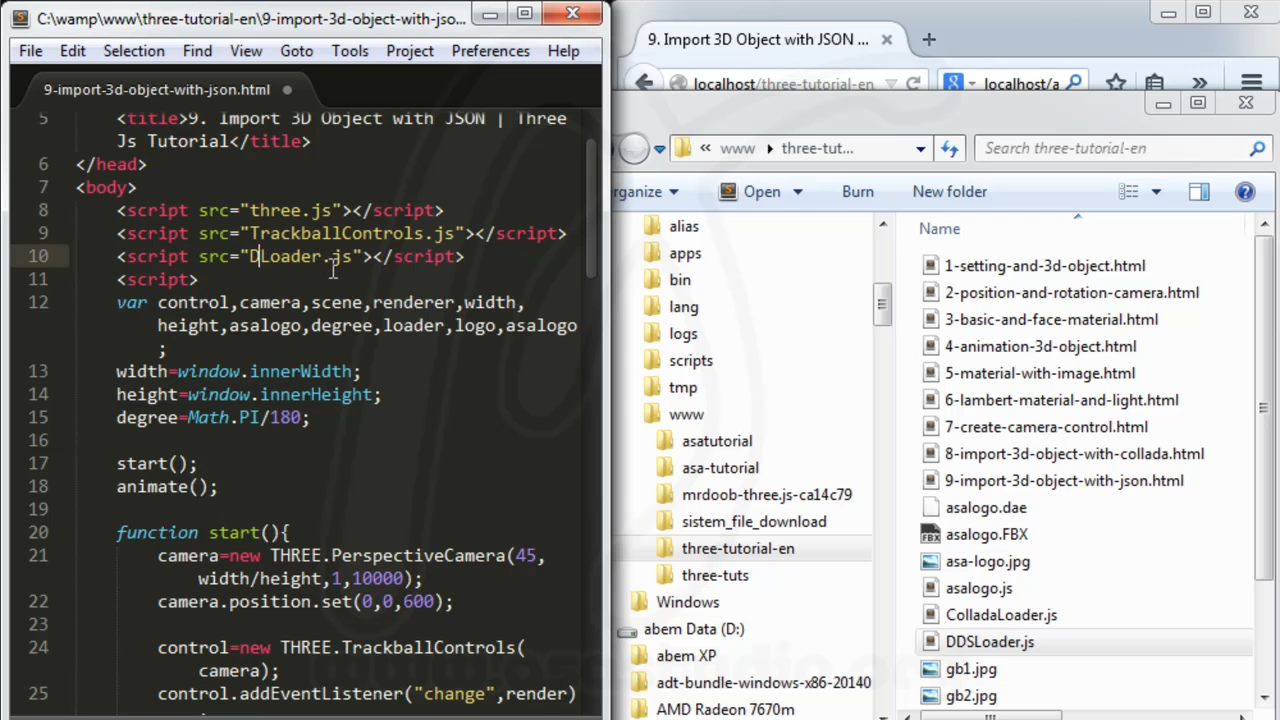 C:\wamp\www\three-tutorial-en\9-import-3d-object-with-jso...
File Edit Selection Find View Goto Tools Project Preferences Help
9-import-3d-object-with-json.html
5 <title>9. Import 3D Object with JSON | Three
Js Tutorial</title>
6 </head>
7 <body>
8 <script src="three.js"></script>
9 <script src="TrackballControls.js"></script>
10 <script src="DLoader.js"></script>
11 <script>
12 var control,camera,scene,renderer,width,
height,asalogo,degree,loader,logo,asalogo
;
13 width=window.innerWidth;
14 height=window.innerHeight;
15 degree=Math.PI/180;
16
17 start();
18 animate();
19
20 function start(){
21 camera=new THREE.PerspectiveCamera(45,
width/height,1,10000);
22 camera.position.set(0,0,600);
23
24 control=new THREE.TrackballControls(
camera);
25 control.addEventListener("change",render)
9. Import 3D Object with JSON ...
localhost/three-tutorial-en
localhost/a
« www three-tut...
Search three-tutorial-en
organize Open Burn New folder
alias
apps
bin
lang
logs
scripts
tmp
www
asatutorial
asa-tutorial
mrdoob-three.js-ca14c79
sistem_file_download
three-tutorial-en
three-tuts
Windows
abem Data (D:)
abem XP
adt-bundle-windows-x86-20140
AMD Radeon 7670m
Name
1-setting-and-3d-object.html
2-position-and-rotation-camera.html
3-basic-and-face-material.html
4-animation-3d-object.html
5-material-with-image.html
6-lambert-material-and-light.html
7-create-camera-control.html
8-import-3d-object-with-collada.html
9-import-3d-object-with-json.html
asalogo.dae
asalogo.FBX
asa-logo.jpg
asalogo.js
ColladaLoader.js
DDSLoader.js
gb1.jpg
gb2.jpg